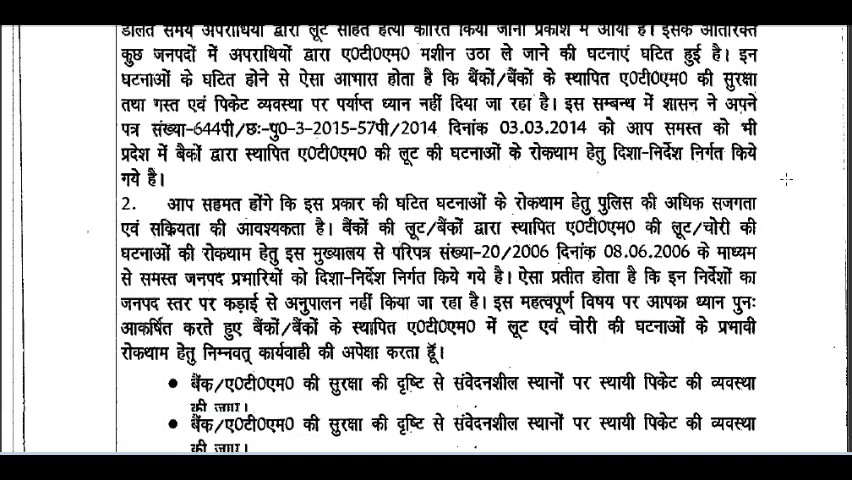 डालते समय अपराधियों द्वारा लूट सहित हत्या कारित किया जाना प्रकाश में आया है। इसके अतिरिक्त
कुछ जनपदों में अपराधियों द्वारा ए0टी0एम0 मशीन उठा ले जाने की घटनाएं घटित हुई है। इन
घटनाओं के घटित होने से ऐसा आभास होता है कि बैंकों/बैंकों के स्थापित ए0टी0एम0 की सुरक्षा
तथा गस्त एवं पिकेट व्यवस्था पर पर्याप्त ध्यान नहीं दिया जा रहा है। इस सम्बन्ध में शासन ने अपने
पत्र संख्या-644पी/छः-पु0-3-2015-57पी/2014 दिनांक 03.03.2014 को आप समस्त को भी
प्रदेश में बैकों द्वारा स्थापित ए0टी0एम0 की लूट की घटनाओं के रोकथाम हेतु दिशा-निर्देश निर्गत किये
गये है।
2. आप सहमत होंगे कि इस प्रकार की घटित घटनाओं के रोकथाम हेतु पुलिस की अधिक सजगता
एवं सक्रियता की आवश्यकता है। बैंकों की लूट/बैंकों द्वारा स्थापित ए0टी0एम0 की लूट/चोरी की
घटनाओं की रोकथाम हेतु इस मुख्यालय से परिपत्र संख्या-20/2006 दिनांक 08.06.2006 के माध्यम
से समस्त जनपद प्रभारियों को दिशा-निर्देश निर्गत किये गये है। ऐसा प्रतीत होता है कि इन निर्देशों का
जनपद स्तर पर कड़ाई से अनुपालन नहीं किया जा रहा है। इस महत्वपूर्ण विषय पर आपका ध्यान पुनः
आकर्षित करते हुए बैंकों/बैंकों के स्थापित ए0टी0एम0 में लूट एवं चोरी की घटनाओं के प्रभावी
रोकथाम हेतु निम्नवत् कार्यवाही की अपेक्षा करता हूॅं।
• बैंक/ए0टी0एम0 की सुरक्षा की दृष्टि से संवेदनशील स्थानों पर स्थायी पिकेट की व्यवस्था
की जाए।
• बैंक/ए0टी0एम0 की सुरक्षा की दृष्टि से संवेदनशील स्थानों पर स्थायी पिकेट की व्यवस्था
की जाए।